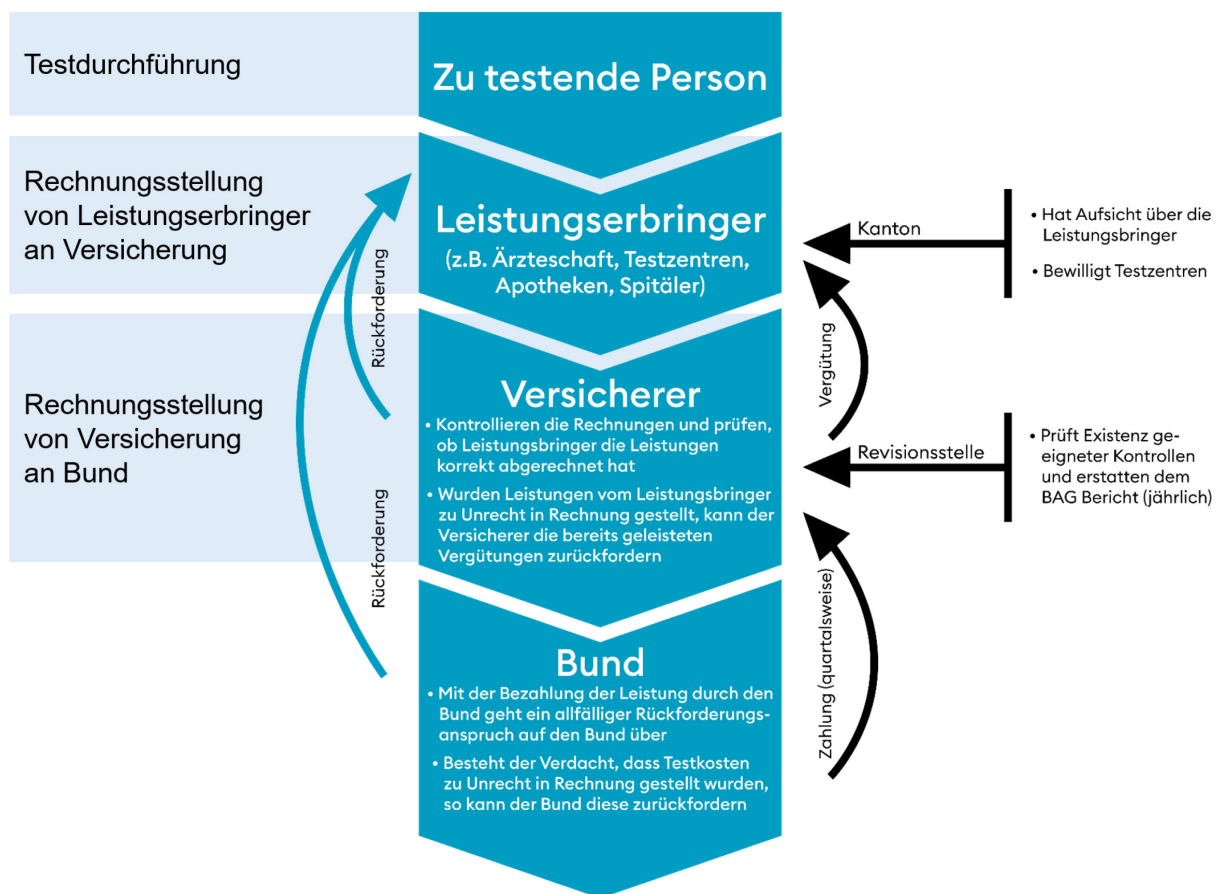 Testdurchführung
Zu testende Person
Rechnungsstellung
von Leistungserbringer
an Versicherung
Leistungserbringer
(z.B. Ärzteschaft, Testzentren,
Apotheken, Spitäler)
Rückforderung
Kanton
• Hat Aufsicht über die
Leistungsbringer
• Bewilligt Testzentren
Vergütung
Rechnungsstellung
von Versicherung
an Bund
Versicherer
• Kontrollieren die Rechnungen und prüfen,
ob Leistungsbringer die Leistungen
korrekt abgerechnet hat
• Wurden Leistungen vom Leistungsbringer
zu Unrecht in Rechnung gestellt, kann der
Versicherer die bereits geleisteten
Vergütungen zurückfordern
Rückforderung
Revisionsstelle
• Prüft Existenz ge-
eigneter Kontrollen
und erstatten dem
BAG Bericht (jährlich)
Zahlung (quartalsweise)
Bund
• Mit der Bezahlung der Leistung durch den
Bund geht ein allfälliger Rückforderungs-
anspruch auf den Bund über
• Besteht der Verdacht, dass Testkosten
zu Unrecht in Rechnung gestellt wurden,
so kann der Bund diese zurückfordern